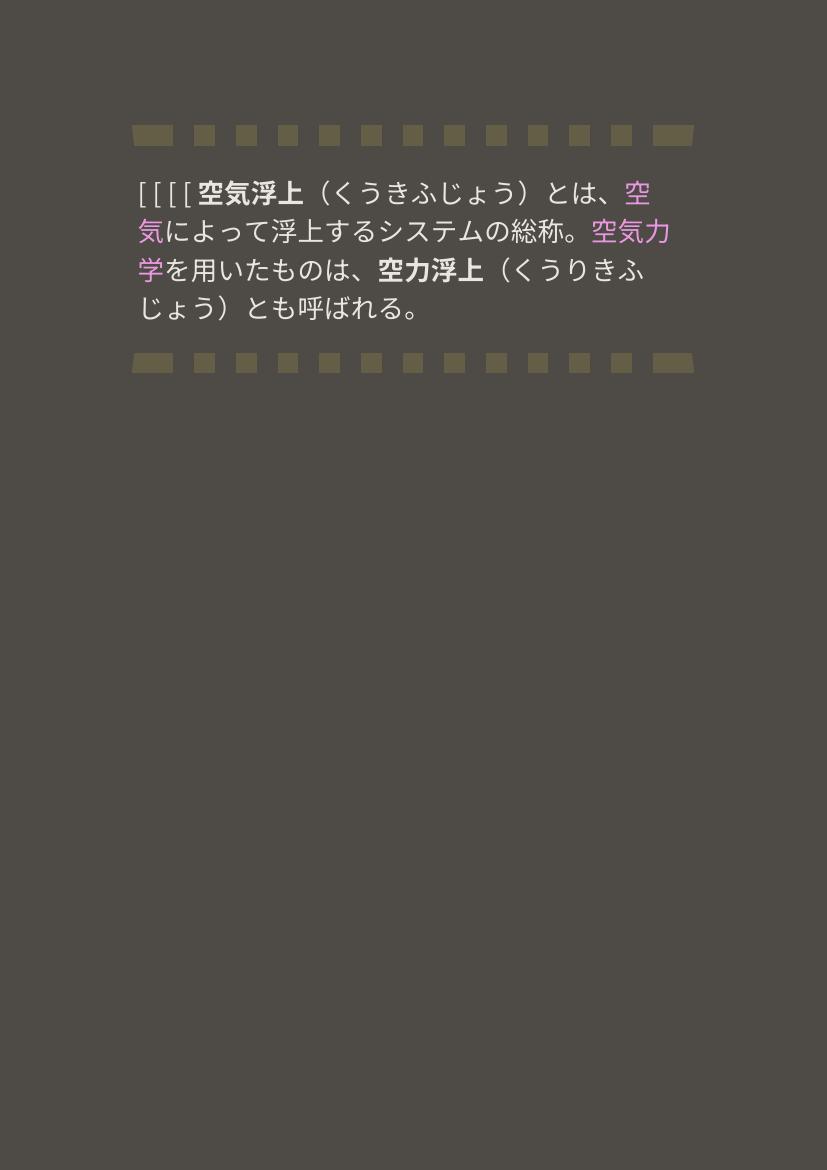 [ [ [ [ 空気浮上（くうきふじょう）とは、空
気によって浮上するシステムの総称。空気力
学を用いたものは、空力浮上（くうりきふ
じょう）とも呼ばれる。